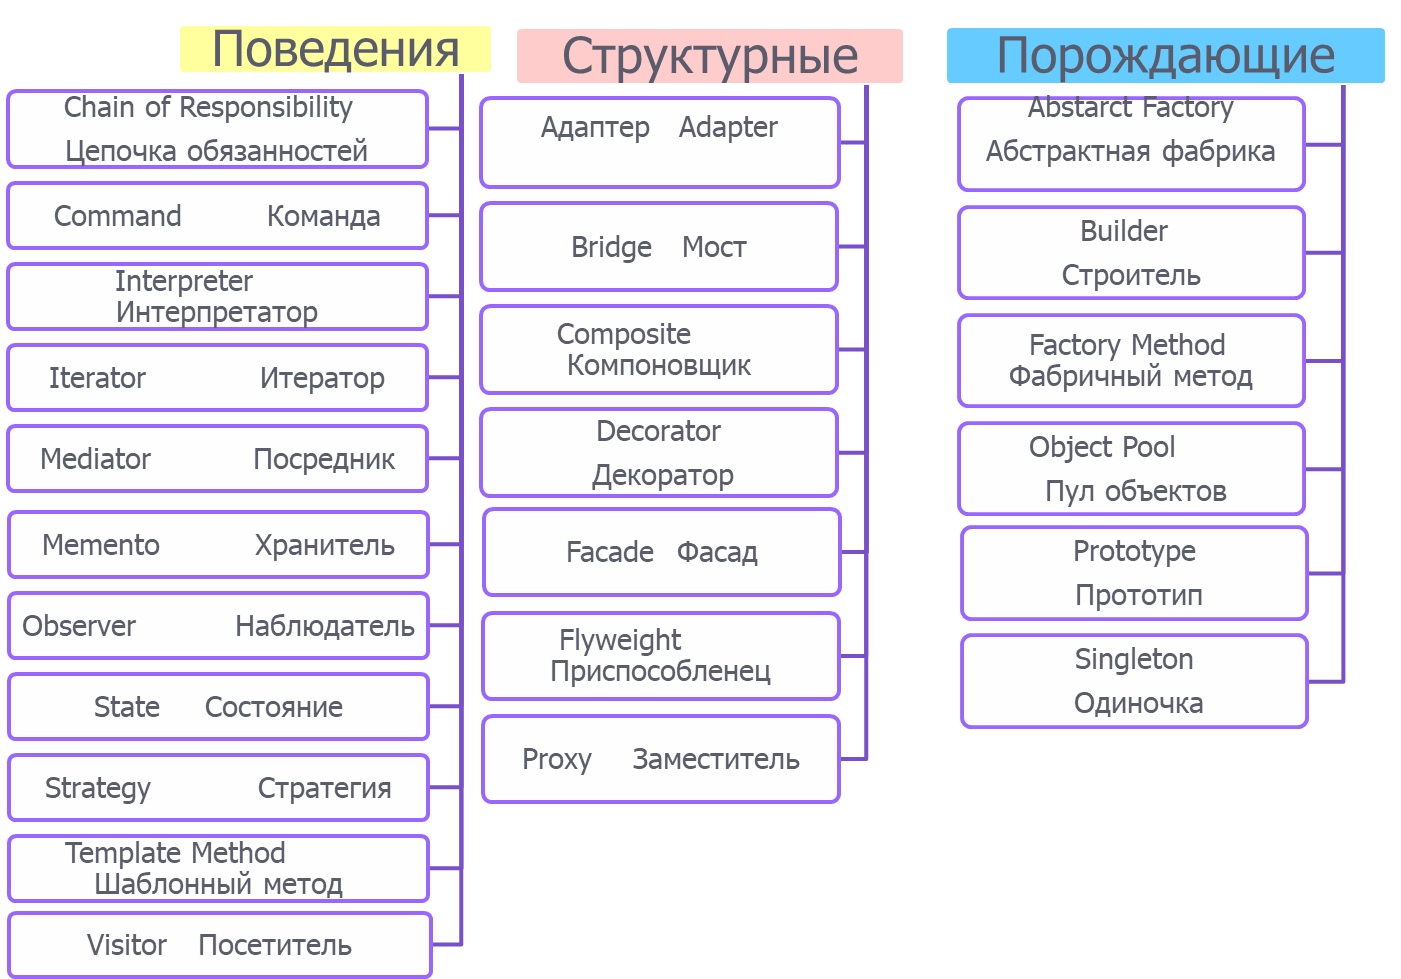 Поведения
Chain of Responsibility
Цепочка обязанностей
Command Команда
Interpreter
Интерпретатор
Iterator Итератор
Mediator Посредник
Memento Хранитель
Observer Наблюдатель
State Состояние
Strategy Стратегия
Template Method
Шаблонный метод
Visitor Посетитель
Структурные
Адаптер Adapter
Bridge Мост
Composite
Компоновщик
Decorator
Декоратор
Facade Фасад
Flyweight
Приспособленец
Proxy Заместитель
Порождающие
Abstarct Factory
Абстрактная фабрика
Builder
Строитель
Factory Method
Фабричный метод
Object Pool
Пул объектов
Prototype
Прототип
Singleton
Одиночка